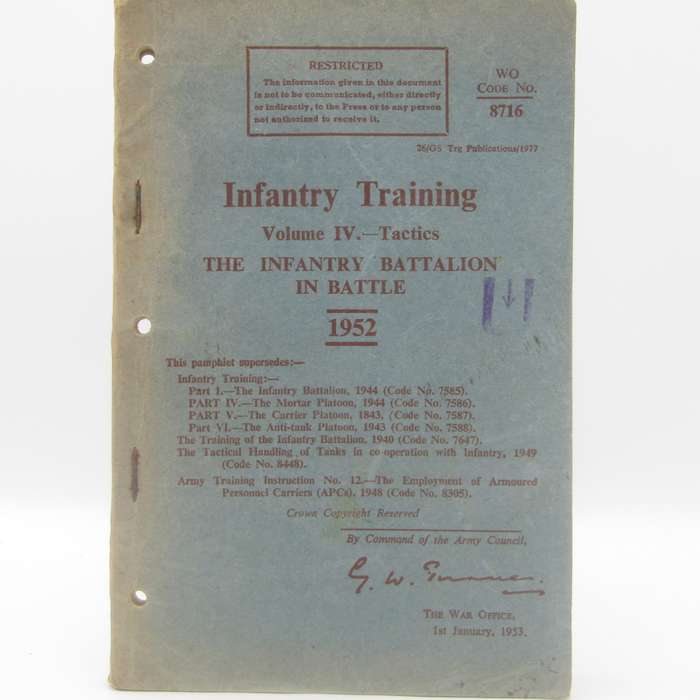 RESTRICTED
The information given in this document
is not to be communicated, either directly
or indirectly, to the Press or to any person
not authorized to receive it.
WO
CODE NO.
8716
26/GS Trg Publications/1977
Infantry Training
Volume IV.—Tactics
THE INFANTRY BATTALION
IN BATTLE
1952
This pamphlet supersedes:—
Infantry Training:—
Part I.—The Infantry Battalion, 1944 (Code No. 7585).
PART IV.—The Mortar Platoon, 1944 (Code No. 7586).
PART V.—The Carrier Platoon, 1843, (Code No. 7587).
Part VI.—The Anti-tank Platoon, 1943 (Code No. 7588).
The Training of the Infantry Battalion, 1940 (Code No. 7647).
The Tactical Handling of Tanks in co-operation with Infantry, 1949
(Code No. 8448).
Army Training Instruction No. 12.—The Employment of Armoured
Personnel Carriers (APCs). 1948 (Code No. 8305).
Crown Copyright Reserved
By Command of the Army Council,
G. W.
THE WAR OFFICE,
1st January, 1953.